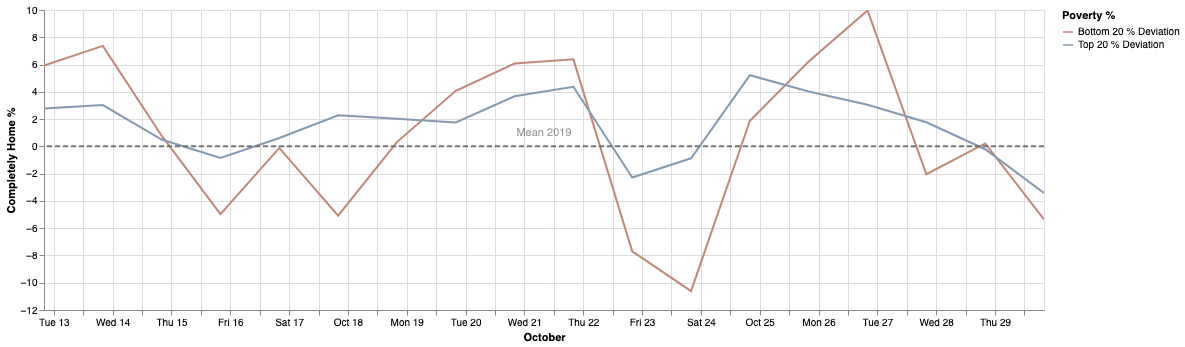 10
8
6
4
2
0
−2
−4
−6
−8
−10
−12
Completely Home %
Mean 2019
Tue 13 Wed 14 Thu 15 Fri 16 Sat 17 Oct 18 Mon 19 Tue 20 Wed 21 Thu 22 Fri 23 Sat 24 Oct 25 Mon 26 Tue 27 Wed 28 Thu 29
October
Poverty %
Bottom 20 % Deviation
Top 20 % Deviation